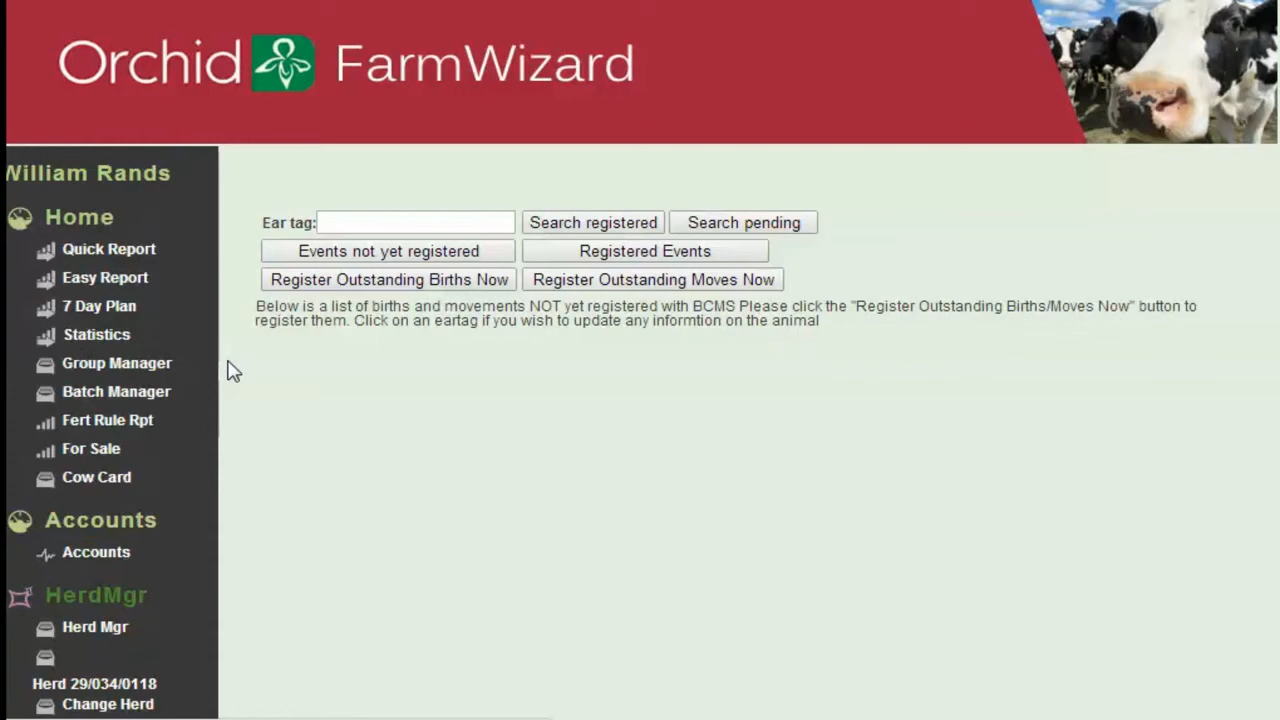 Orchid FarmWizard
William Rands
Home
Quick Report
Easy Report
7 Day Plan
Statistics
Group Manager
Batch Manager
Fert Rule Rpt
For Sale
Cow Card
Accounts
Accounts
HerdMgr
Herd Mgr
Herd 29/034/0118
Change Herd
Ear tag: Search registered Search pending
Events not yet registered Registered Events
Register Outstanding Births Now Register Outstanding Moves Now
Below is a list of births and movements NOT yet registered with BCMS Please click the "Register Outstanding Births/Moves Now" button to
register them. Click on an eartag if you wish to update any informtion on the animal